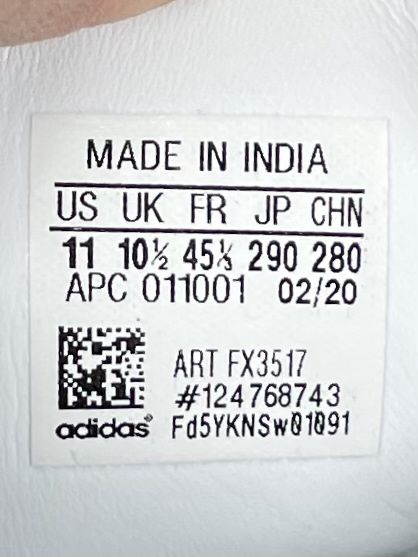 MADE IN INDIA
US UK FR JP CHN
11 10½ 45⅓ 290 280
APC 011001 02/20
ART FX3517
#124768743
adidas® Fd5YKNSw01091